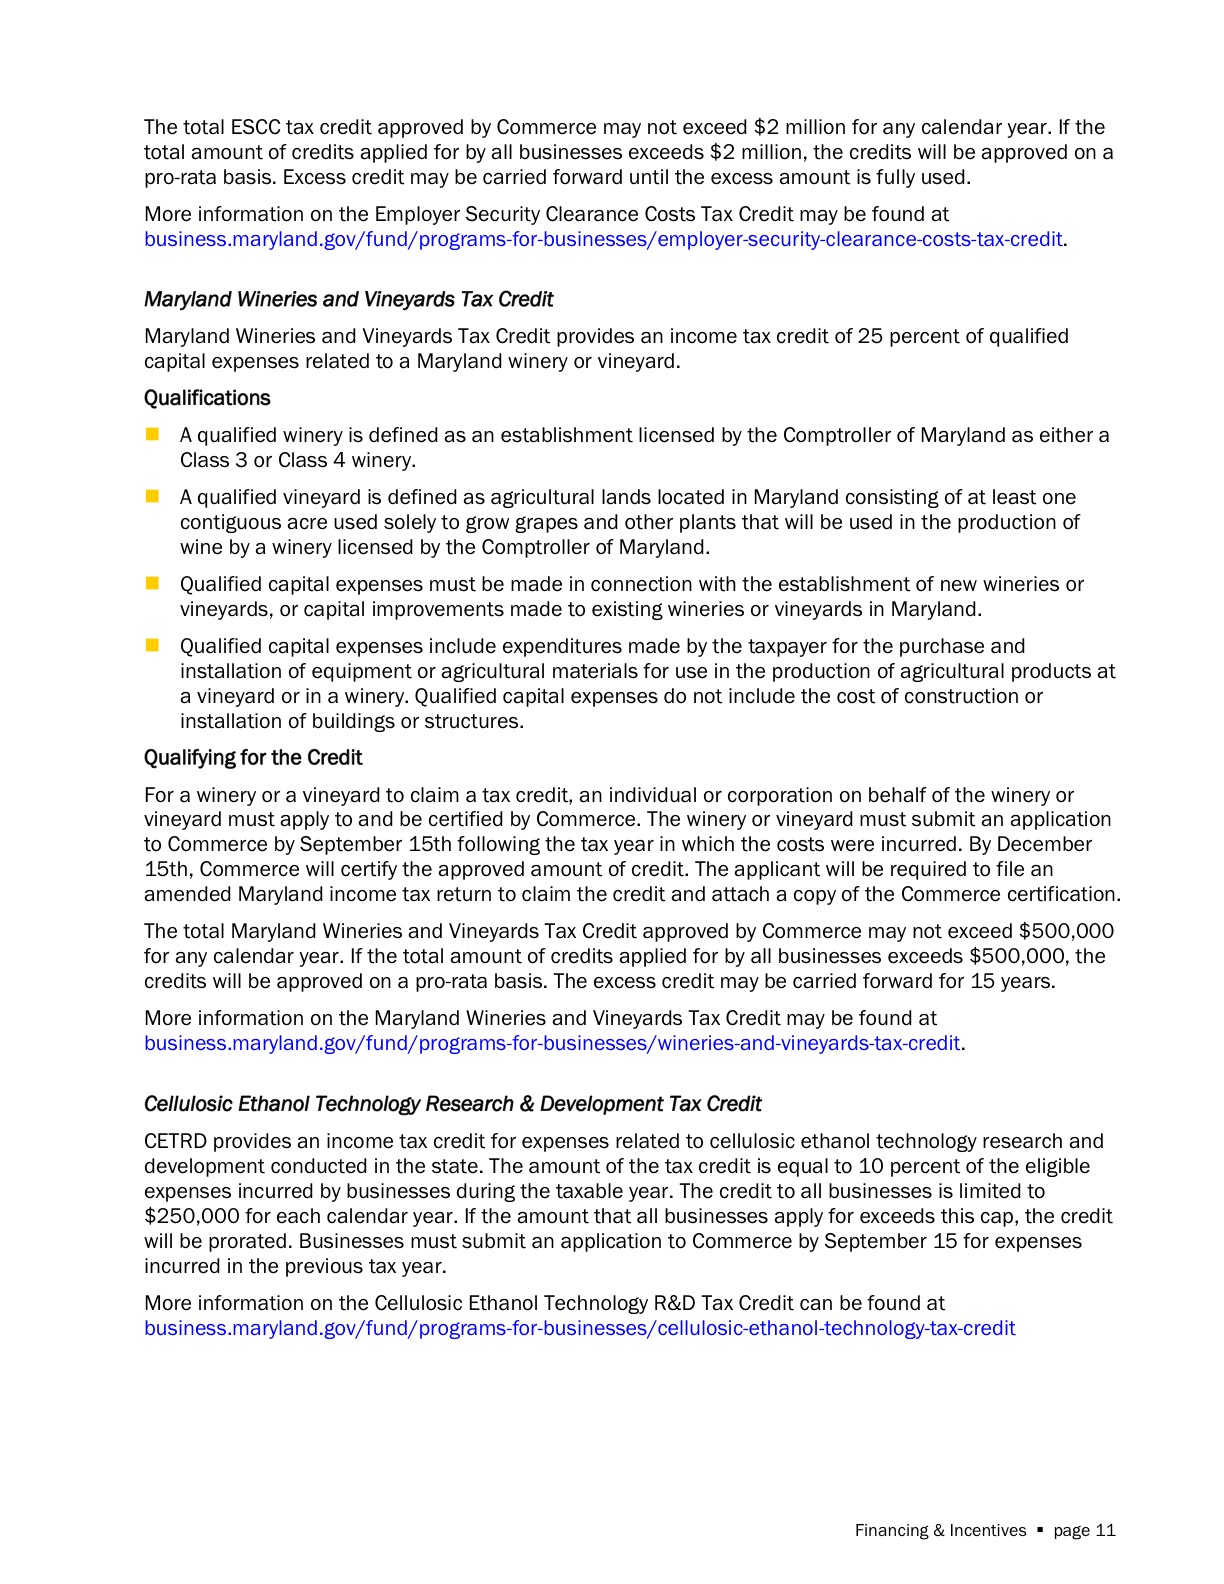 The total ESCC tax credit approved by Commerce may not exceed $2 million for any calendar year. If the
total amount of credits applied for by all businesses exceeds $2 million, the credits will be approved on a
pro-rata basis. Excess credit may be carried forward until the excess amount is fully used.
More information on the Employer Security Clearance Costs Tax Credit may be found at
business.maryland.gov/fund/programs-for-businesses/employer-security-clearance-costs-tax-credit.
Maryland Wineries and Vineyards Tax Credit
Maryland Wineries and Vineyards Tax Credit provides an income tax credit of 25 percent of qualified
capital expenses related to a Maryland winery or vineyard.
Qualifications
■ A qualified winery is defined as an establishment licensed by the Comptroller of Maryland as either a
Class 3 or Class 4 winery.
■ A qualified vineyard is defined as agricultural lands located in Maryland consisting of at least one
contiguous acre used solely to grow grapes and other plants that will be used in the production of
wine by a winery licensed by the Comptroller of Maryland.
■ Qualified capital expenses must be made in connection with the establishment of new wineries or
vineyards, or capital improvements made to existing wineries or vineyards in Maryland.
■ Qualified capital expenses include expenditures made by the taxpayer for the purchase and
installation of equipment or agricultural materials for use in the production of agricultural products at
a vineyard or in a winery. Qualified capital expenses do not include the cost of construction or
installation of buildings or structures.
Qualifying for the Credit
For a winery or a vineyard to claim a tax credit, an individual or corporation on behalf of the winery or
vineyard must apply to and be certified by Commerce. The winery or vineyard must submit an application
to Commerce by September 15th following the tax year in which the costs were incurred. By December
15th, Commerce will certify the approved amount of credit. The applicant will be required to file an
amended Maryland income tax return to claim the credit and attach a copy of the Commerce certification.
The total Maryland Wineries and Vineyards Tax Credit approved by Commerce may not exceed $500,000
for any calendar year. If the total amount of credits applied for by all businesses exceeds $500,000, the
credits will be approved on a pro-rata basis. The excess credit may be carried forward for 15 years.
More information on the Maryland Wineries and Vineyards Tax Credit may be found at
business.maryland.gov/fund/programs-for-businesses/wineries-and-vineyards-tax-credit.
Cellulosic Ethanol Technology Research & Development Tax Credit
CETRD provides an income tax credit for expenses related to cellulosic ethanol technology research and
development conducted in the state. The amount of the tax credit is equal to 10 percent of the eligible
expenses incurred by businesses during the taxable year. The credit to all businesses is limited to
$250,000 for each calendar year. If the amount that all businesses apply for exceeds this cap, the credit
will be prorated. Businesses must submit an application to Commerce by September 15 for expenses
incurred in the previous tax year.
More information on the Cellulosic Ethanol Technology R&D Tax Credit can be found at
business.maryland.gov/fund/programs-for-businesses/cellulosic-ethanol-technology-tax-credit
Financing & Incentives ▪ page 11